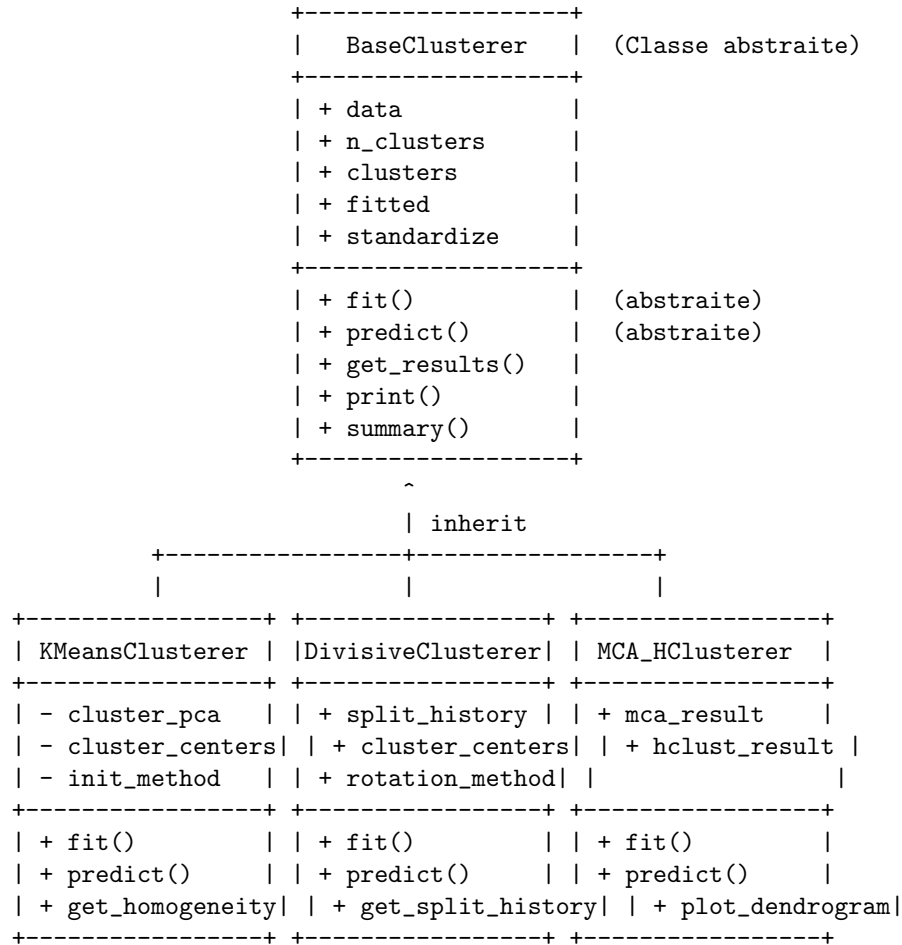 +-------------------+
|   BaseClusterer   |  (Classe abstraite)
+-------------------+
| + data            |
| + n_clusters      |
| + clusters        |
| + fitted          |
| + standardize     |
+-------------------+
| + fit()           |  (abstraite)
| + predict()       |  (abstraite)
| + get_results()   |
| + print()         |
| + summary()       |
+-------------------+
^
| inherit
+-----------------+-----------------+
|                 |                 |
+-----------------+ +-----------------+ +-----------------+
| KMeansClusterer | |DivisiveClusterer| | MCA_HClusterer  |
+-----------------+ +-----------------+ +-----------------+
| - cluster_pca   | | + split_history | | + mca_result    |
| - cluster_centers| | + cluster_centers| | + hclust_result |
| - init_method   | | + rotation_method| |                 |
+-----------------+ +-----------------+ +-----------------+
| + fit()         | | + fit()         | | + fit()         |
| + predict()     | | + predict()     | | + predict()     |
| + get_homogeneity| | + get_split_history| | + plot_dendrogram|
+-----------------+ +-----------------+ +-----------------+